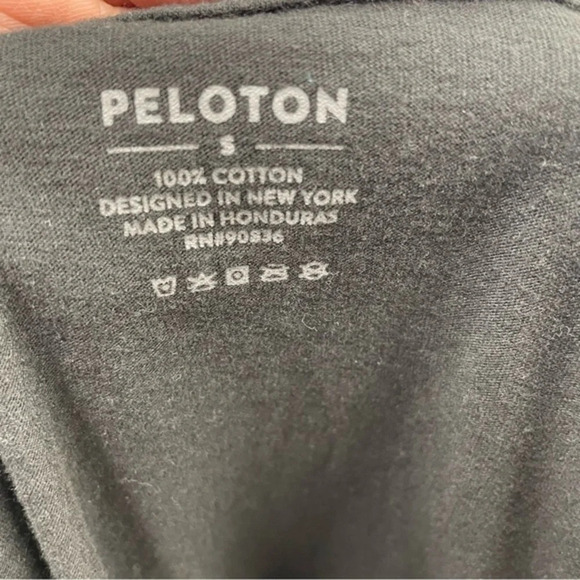 PELOTON
S
100% COTTON
DESIGNED IN NEW YORK
MADE IN HONDURAS
RN#90836